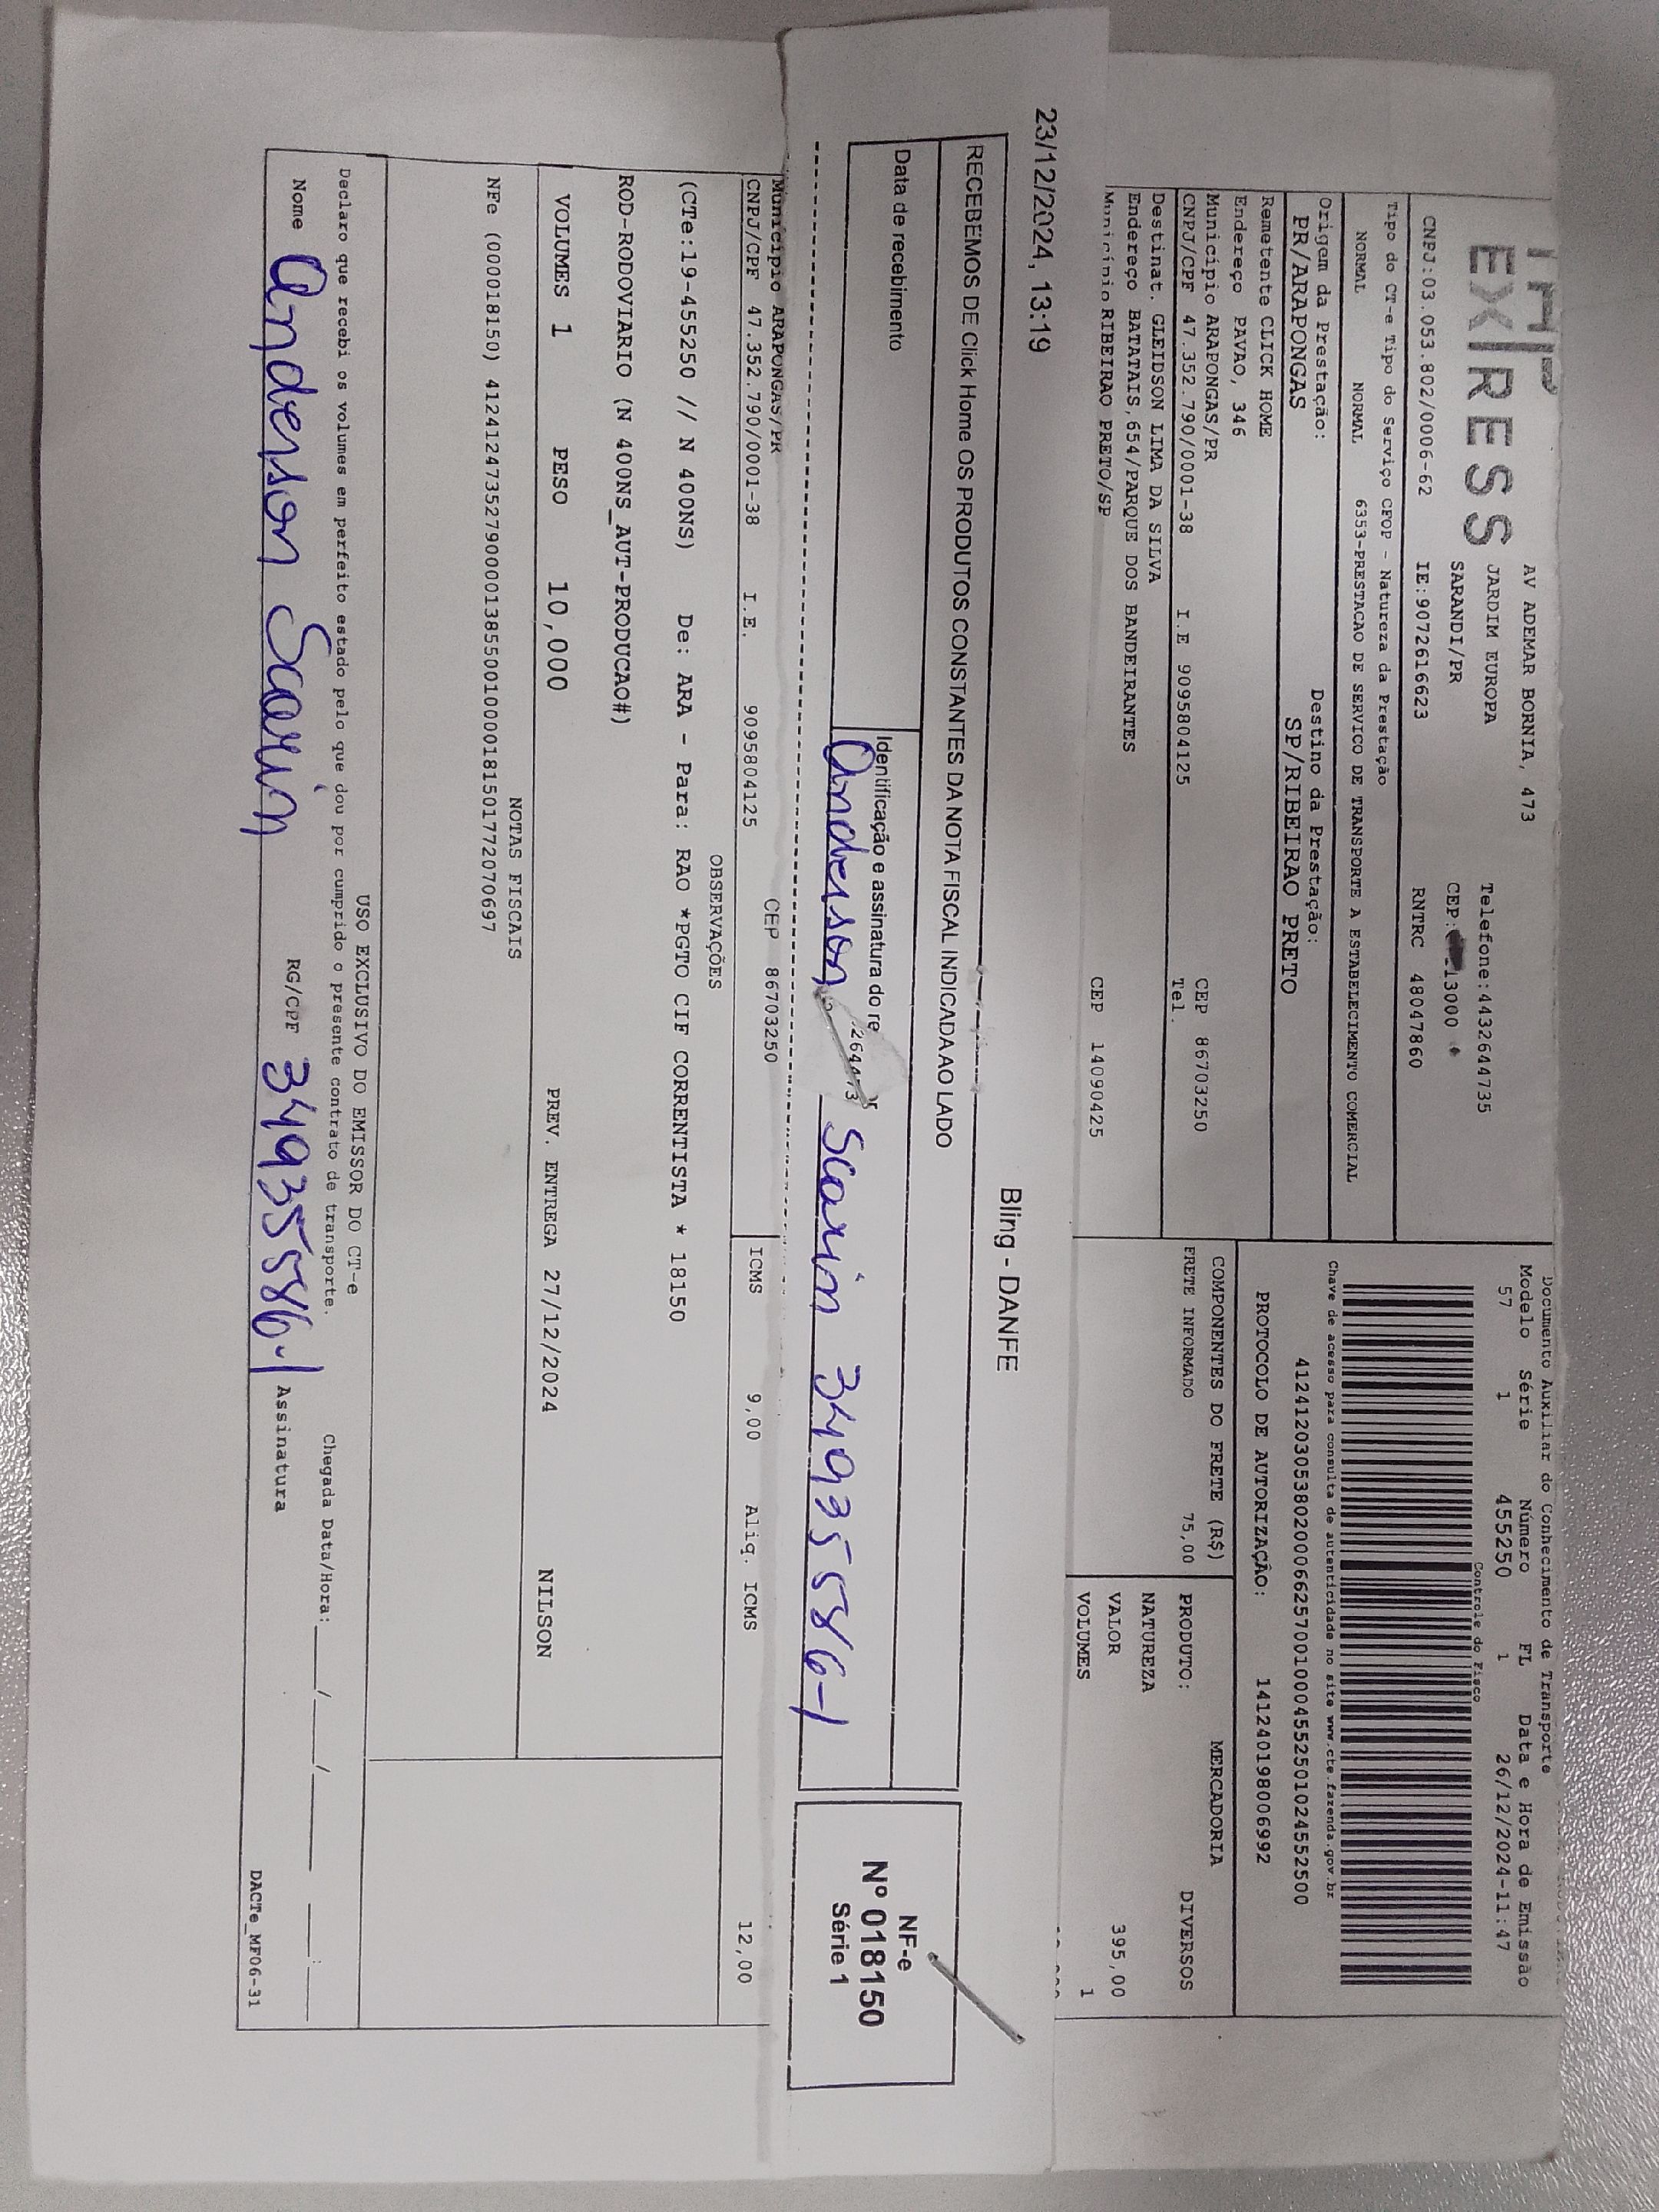 EXPRESS
AV ADEMAR BORNIA, 473
JARDIM EUROPA
SARANDI/PR
Telefone:4432644735
CEP: 13000
CNPJ:03.053.802/0006-62 IE:9072616623 RNTRC 48047860
Documento Auxiliar do Conhecimento de Transporte
Modelo Série Número FL Data e Hora de Emissão
57 1 455250 1 26/12/2024-11:47
Controle do Fisco
Tipo do CT-e Tipo do Serviço CFOP - Natureza da Prestação
NORMAL NORMAL 6353-PRESTACAO DE SERVICO DE TRANSPORTE A ESTABELECIMENTO COMERCIAL
Chave de acesso para consulta de autenticidade no site www.cte.fazenda.gov.br
41241203053802000662570010004552501024552500
Origem da Prestação: Destino da Prestação:
PR/ARAPONGAS SP/RIBEIRAO PRETO
PROTOCOLO DE AUTORIZAÇÃO: 141240198006992
Remetente CLICK HOME
Endereço PAVAO, 346
Município ARAPONGAS/PR CEP 86703250
CNPJ/CPF 47.352.790/0001-38 I.E 9095804125 Tel.
COMPONENTES DO FRETE (R$)
FRETE INFORMADO 75,00
MERCADORIA
PRODUTO: DIVERSOS
NATUREZA
VALOR 395,00
VOLUMES 1
Destinat. GLEIDSON LIMA DA SILVA
Endereço BATATAIS,654/PARQUE DOS BANDEIRANTES
Município RIBEIRAO PRETO/SP CEP 14090425
23/12/2024, 13:19 Bling - DANFE
RECEBEMOS DE Click Home OS PRODUTOS CONSTANTES DA NOTA FISCAL INDICADA AO LADO
Data de recebimento Identificação e assinatura do re
Anderson Scarin 34935586-1
NF-e
Nº 018150
Série 1
Município ARAPONGAS/PR CEP 86703250
CNPJ/CPF 47.352.790/0001-38 I.E. 9095804125
ICMS 9,00 Aliq. ICMS 12,00
OBSERVAÇÕES
(CTe:19-455250 // N 400NS) De: ARA - Para: RAO *PGTO CIF CORRENTISTA * 18150
ROD-RODOVIARIO (N 400NS_AUT-PRODUCAO#)
VOLUMES 1 PESO 10,000 PREV. ENTREGA 27/12/2024 NILSON
NOTAS FISCAIS
NFe (000018150) 41241247352790000138550010000181501772070697
USO EXCLUSIVO DO EMISSOR DO CT-e
Declaro que recebi os volumes em perfeito estado pelo que dou por cumprido o presente contrato de transporte.
Chegada Data/Hora: ____/____/______ ____:____
Nome Anderson Scarin RG/CPF 34935586-1 Assinatura
DACTe_MF06-31